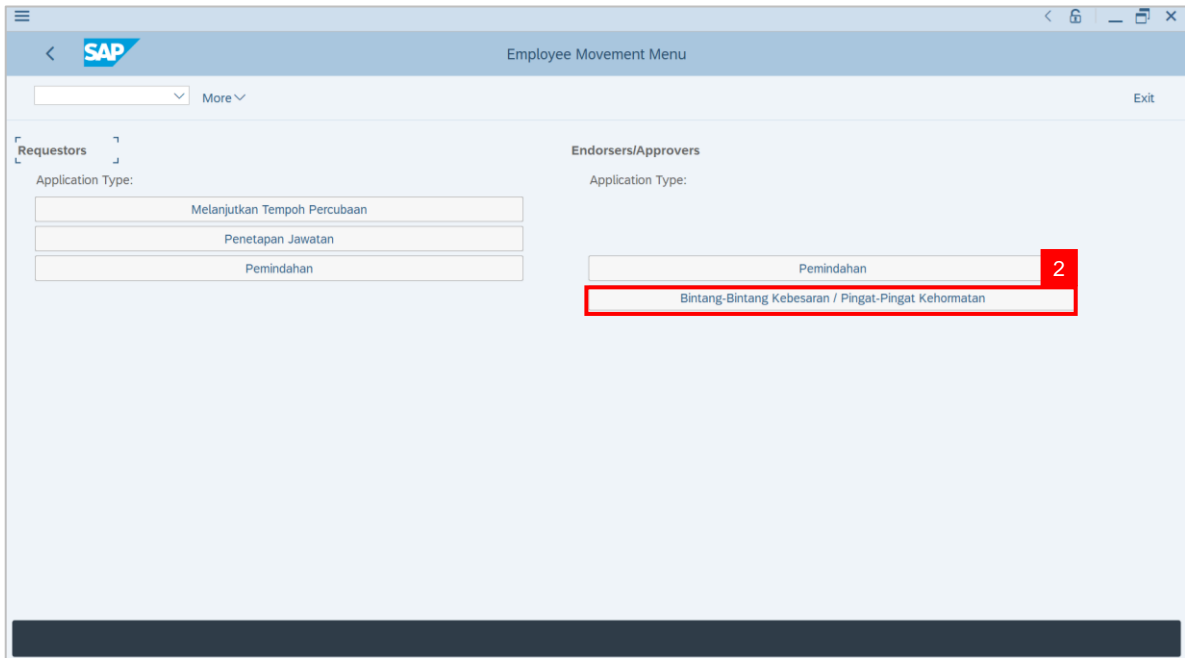 SAP
Employee Movement Menu
More
Exit
Requestors
Application Type:
Melanjutkan Tempoh Percubaan
Penetapan Jawatan
Pemindahan
Endorsers/Approvers
Application Type:
Pemindahan
2
Bintang-Bintang Kebesaran / Pingat-Pingat Kehormatan